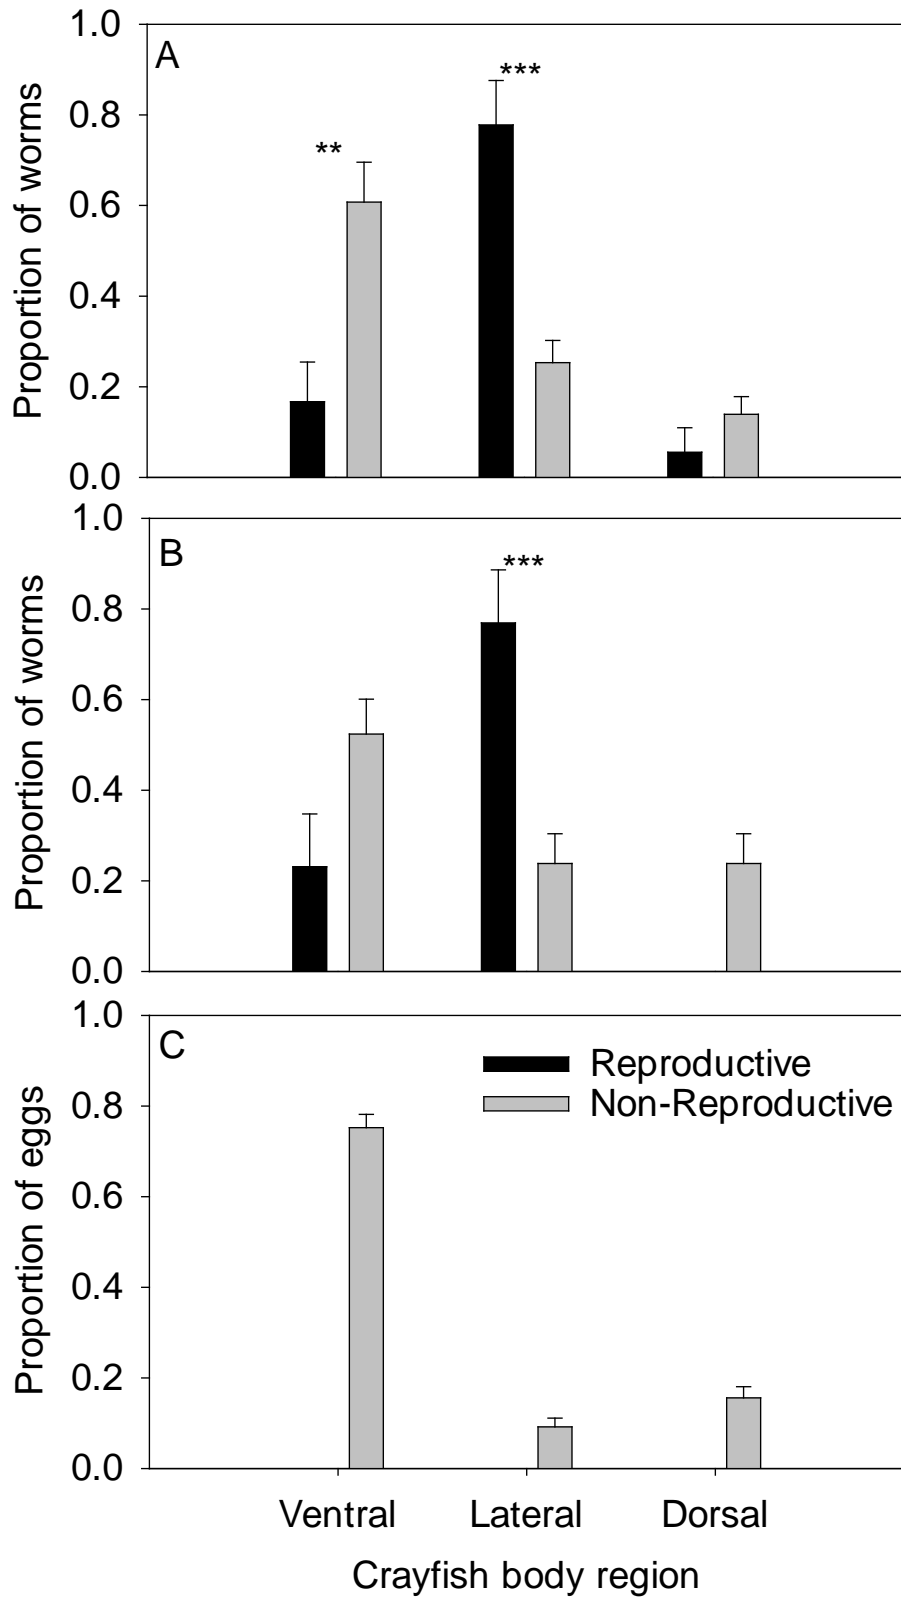 A
Proportion of worms
1.0
0.8
0.6
0.4
0.2
0.0
**
***
B
Proportion of worms
1.0
0.8
0.6
0.4
0.2
0.0
***
C
Proportion of eggs
1.0
0.8
0.6
0.4
0.2
0.0
Reproductive
Non-Reproductive
Ventral Lateral Dorsal
Crayfish body region